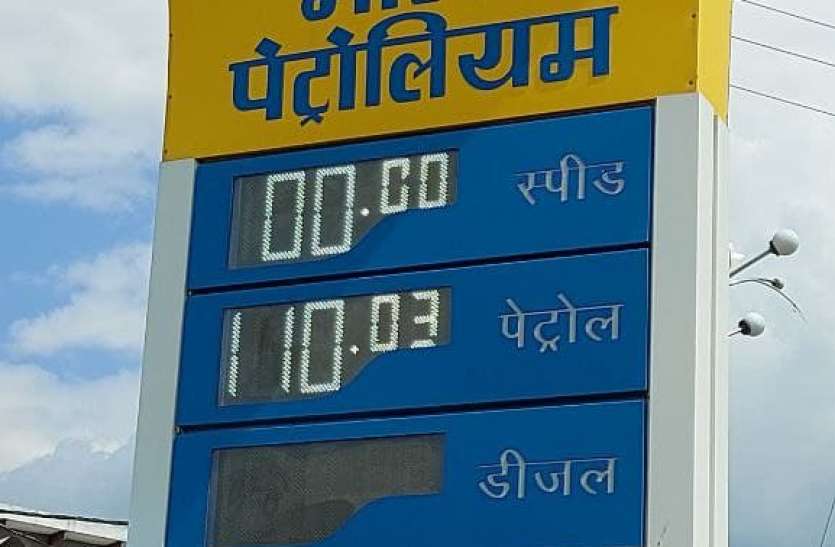 पेट्रोलियम
00.00 स्पीड
110.03 पेट्रोल
डीजल